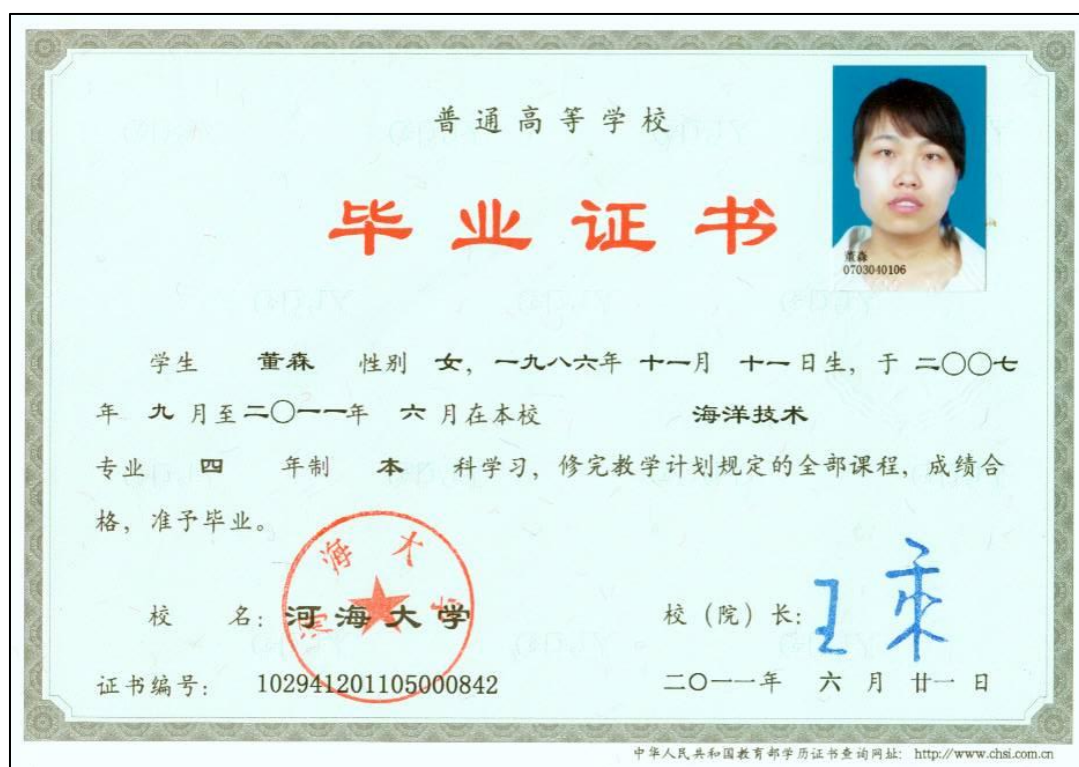 普通高等学校
毕业证书
董森
0703040106
学生 董森 性别 女，一九八六年 十一月 十一日生，于 二〇〇七
年 九 月至二〇一一年 六 月在本校 海洋技术
专业 四 年制 本 科学习，修完教学计划规定的全部课程，成绩合
格，准予毕业。
河海大学
校 名：河海大学
校（院）长：王乘
证书编号： 102941201105000842
二〇一一年 六 月 廿一 日
中华人民共和国教育部学历证书查询网址： http://www.chsi.com.cn